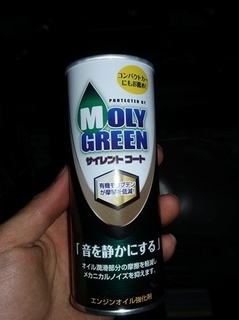 コンパクトカー
にもお勧め!
PROTECTED BY
MOLY
GREEN
サイレントコート
有機モリブデン
が摩擦を低減
「音を静かにする」
オイル潤滑部分の摩擦を軽減し、
メカニカルノイズを抑えます。
エンジンオイル強化剤